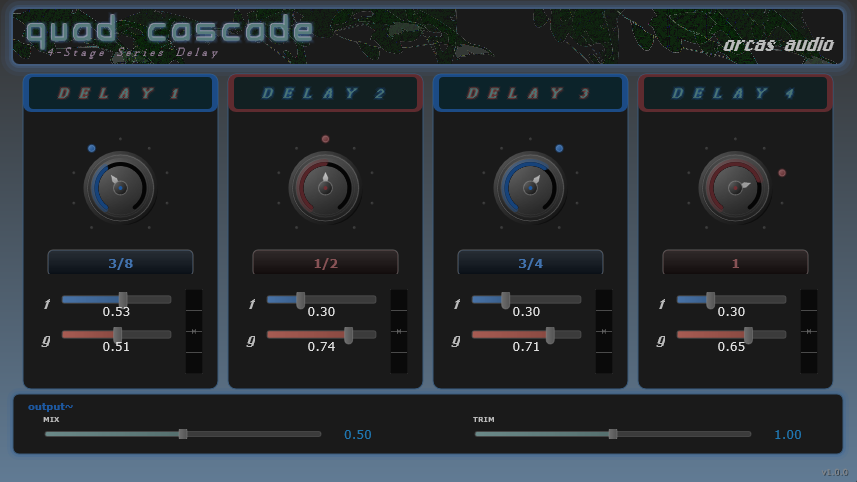 quad cascade
4-Stage Series Delay
orcas audio
DELAY 1
DELAY 2
DELAY 3
DELAY 4
3/8
1/2
3/4
1
f 0.53
f 0.30
f 0.30
f 0.30
g 0.51
g 0.74
g 0.71
g 0.65
output~
MIX
0.50
TRIM
1.00
v1.0.0